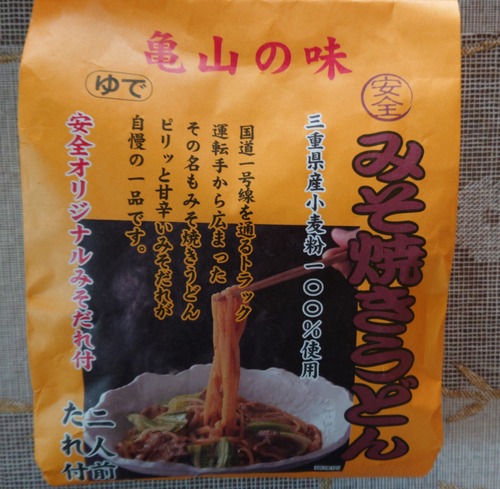 亀山の味
安全
みそ焼きうどん
三重県産小麦粉一〇〇%使用
国道一号線を通るトラック
運転手から広まった
その名もみそ焼きうどん
ピリッと甘辛いみそだれが
自慢の一品です。
ゆで
安全オリジナルみそだれ付
二人前
たれ付